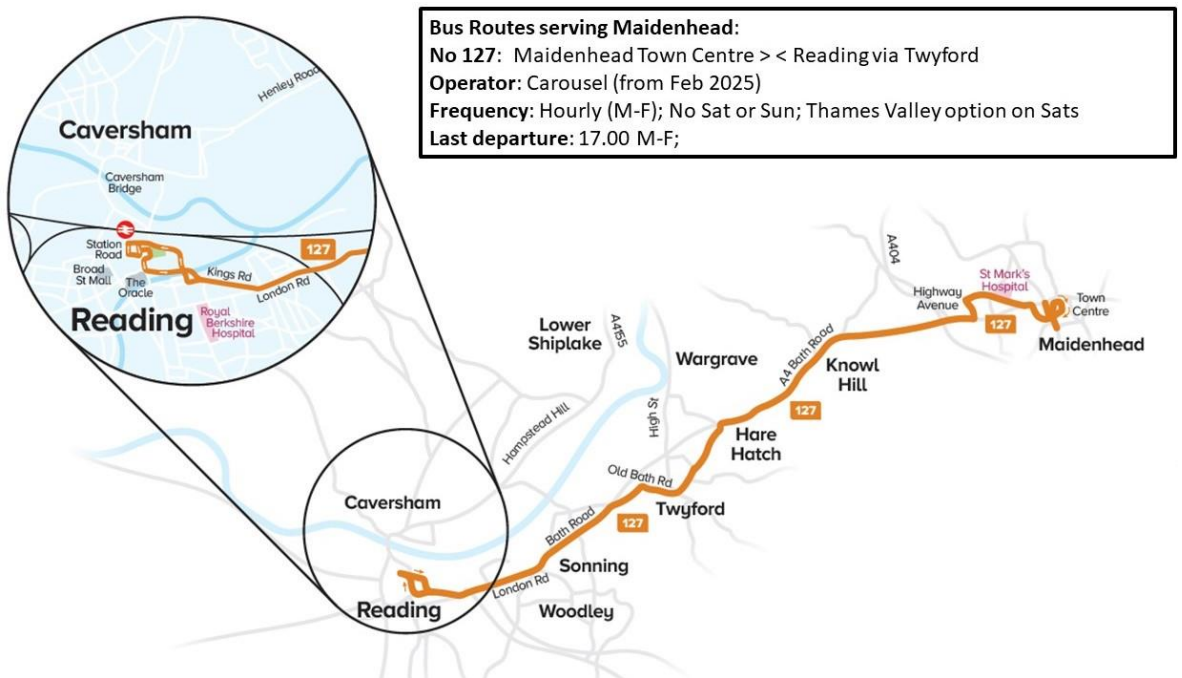 Bus Routes serving Maidenhead:
No 127: Maidenhead Town Centre > < Reading via Twyford
Operator: Carousel (from Feb 2025)
Frequency: Hourly (M-F); No Sat or Sun; Thames Valley option on Sats
Last departure: 17.00 M-F;
Henley Road
Caversham
Caversham
Bridge
Station
Road
Broad
St Mall
The
Oracle
Kings Rd
London Rd
127
Reading
Royal
Berkshire
Hospital
A404
St Mark's
Hospital
Highway
Avenue
127
Town
Centre
Maidenhead
Lower
Shiplake
A4155
Wargrave
A4 Bath Road
Knowl
Hill
127
High St
Hampstead Hill
Hare
Hatch
Old Bath Rd
Twyford
127
Caversham
Bath Road
Sonning
London Rd
Reading
Woodley